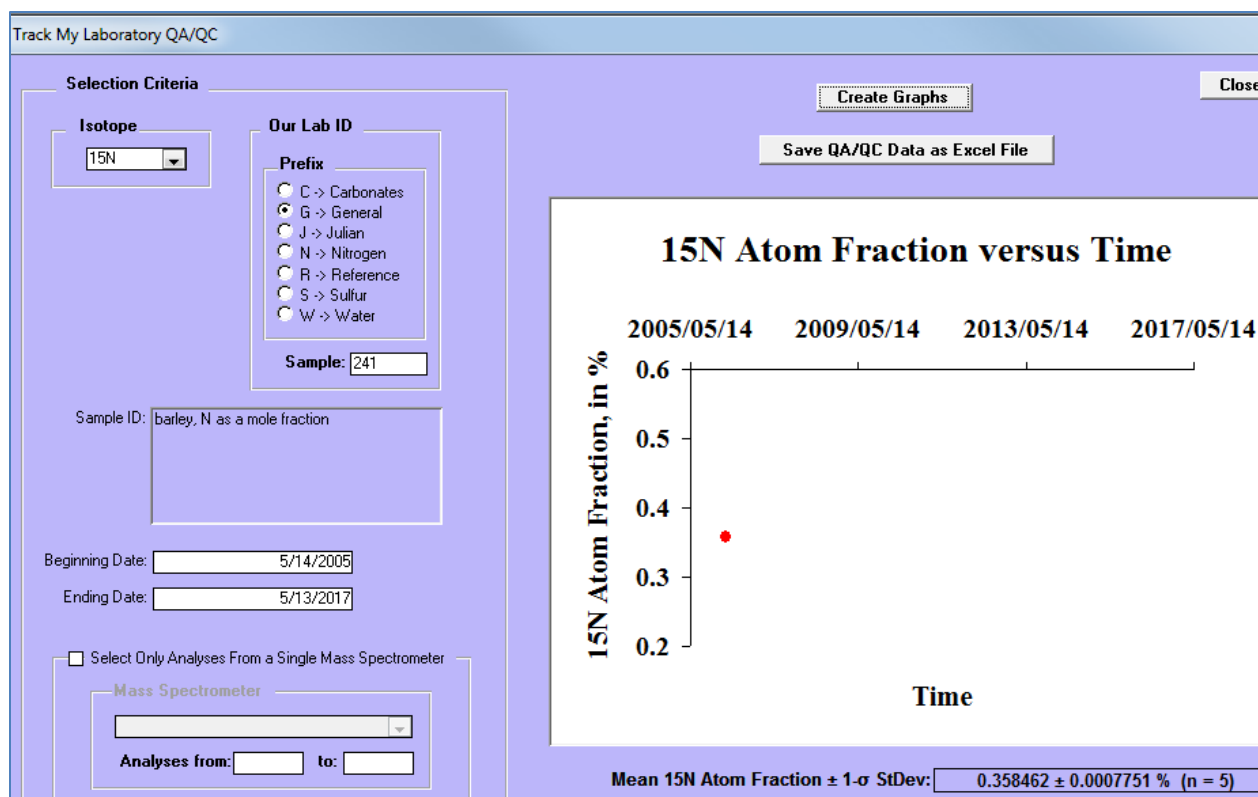 Track My Laboratory QA/QC
Selection Criteria
Isotope
15N
Our Lab ID
Prefix
C -> Carbonates
G -> General
J -> Julian
N -> Nitrogen
R -> Reference
S -> Sulfur
W -> Water
Sample: 241
Sample ID: barley, N as a mole fraction
Beginning Date: 5/14/2005
Ending Date: 5/13/2017
Select Only Analyses From a Single Mass Spectrometer
Mass Spectrometer
Analyses from: to:
Create Graphs
Close
Save QA/QC Data as Excel File
15N Atom Fraction versus Time
2005/05/14 2009/05/14 2013/05/14 2017/05/14
15N Atom Fraction, in %
0.6
0.5
0.4
0.3
0.2
Time
Mean 15N Atom Fraction ± 1-σ StDev: 0.358462 ± 0.0007751 % (n = 5)